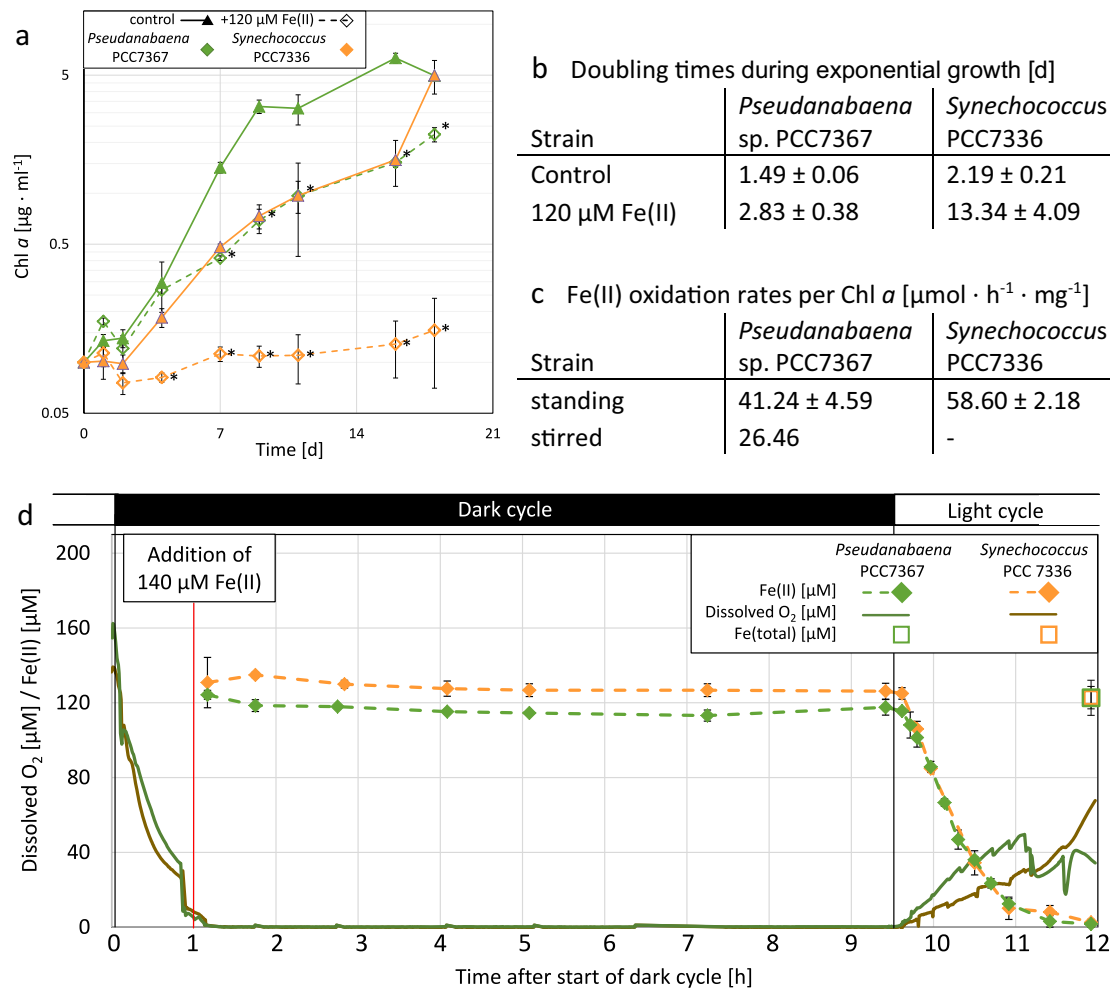 a
control +120 µM Fe(II)
Pseudanabaena Synechococcus
PCC7367 PCC7336
Chl a [µg · ml-1]
5
0.5
0.05
* * * * * *
* * * * * *
0 7 14 21
Time [d]
b Doubling times during exponential growth [d]
Pseudanabaena Synechococcus
Strain sp. PCC7367 PCC7336
Control 1.49 ± 0.06 2.19 ± 0.21
120 µM Fe(II) 2.83 ± 0.38 13.34 ± 4.09
c Fe(II) oxidation rates per Chl a [µmol · h-1 · mg-1]
Pseudanabaena Synechococcus
Strain sp. PCC7367 PCC7336
standing 41.24 ± 4.59 58.60 ± 2.18
stirred 26.46 -
d
Dark cycle Light cycle
Addition of
140 µM Fe(II)
Pseudanabaena Synechococcus
PCC7367 PCC 7336
Fe(II) [µM]
Dissolved O2 [µM]
Fe(total) [µM]
Dissolved O2 [µM] / Fe(II) [µM]
200
160
120
80
40
0
0 1 2 3 4 5 6 7 8 9 10 11 12
Time after start of dark cycle [h]